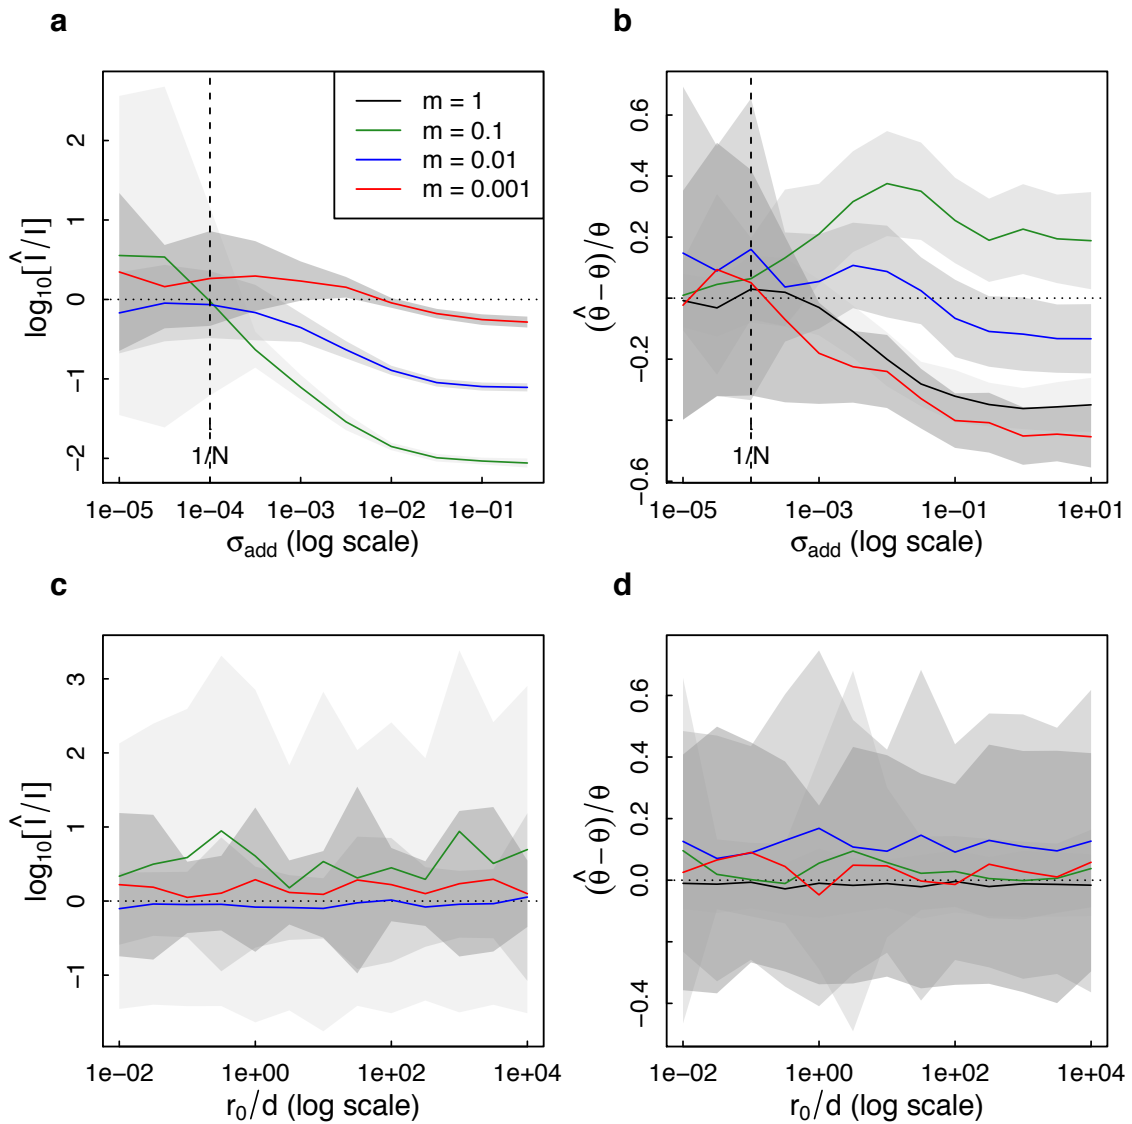 a
log₁₀[Î/I]
2
1
0
−1
−2
m = 1
m = 0.1
m = 0.01
m = 0.001
1/N
1e−05 1e−04 1e−03 1e−02 1e−01
σadd (log scale)
b
(θ̂ − θ)/θ
0.6
0.4
0.2
0.0
−0.2
−0.6
1/N
1e−05 1e−03 1e−01 1e+01
σadd (log scale)
c
log₁₀[Î/I]
3
2
1
0
−1
1e−02 1e+00 1e+02 1e+04
r₀/d (log scale)
d
(θ̂ − θ)/θ
0.6
0.4
0.2
0.0
−0.4
1e−02 1e+00 1e+02 1e+04
r₀/d (log scale)